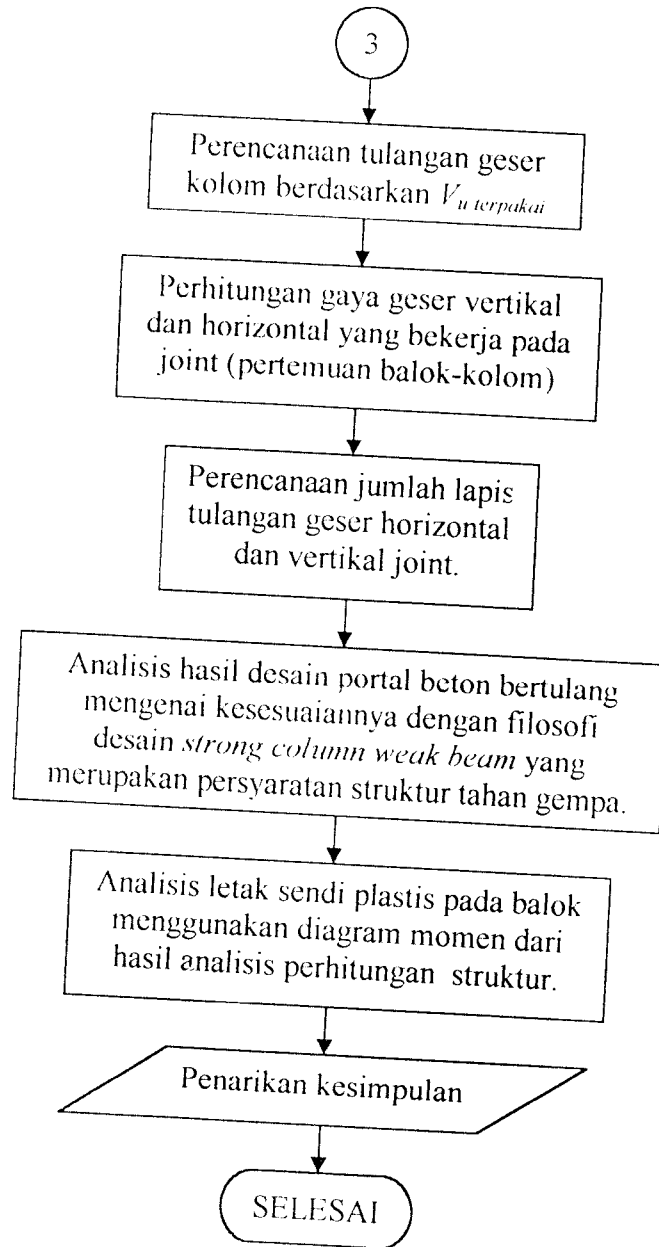 3
Perencanaan tulangan geser
kolom berdasarkan V_{u terpakai}
Perhitungan gaya geser vertikal
dan horizontal yang bekerja pada
joint (pertemuan balok-kolom)
Perencanaan jumlah lapis
tulangan geser horizontal
dan vertikal joint.
Analisis hasil desain portal beton bertulang
mengenai kesesuaiannya dengan filosofi
desain strong column weak beam yang
merupakan persyaratan struktur tahan gempa.
Analisis letak sendi plastis pada balok
menggunakan diagram momen dari
hasil analisis perhitungan struktur.
Penarikan kesimpulan
SELESAI